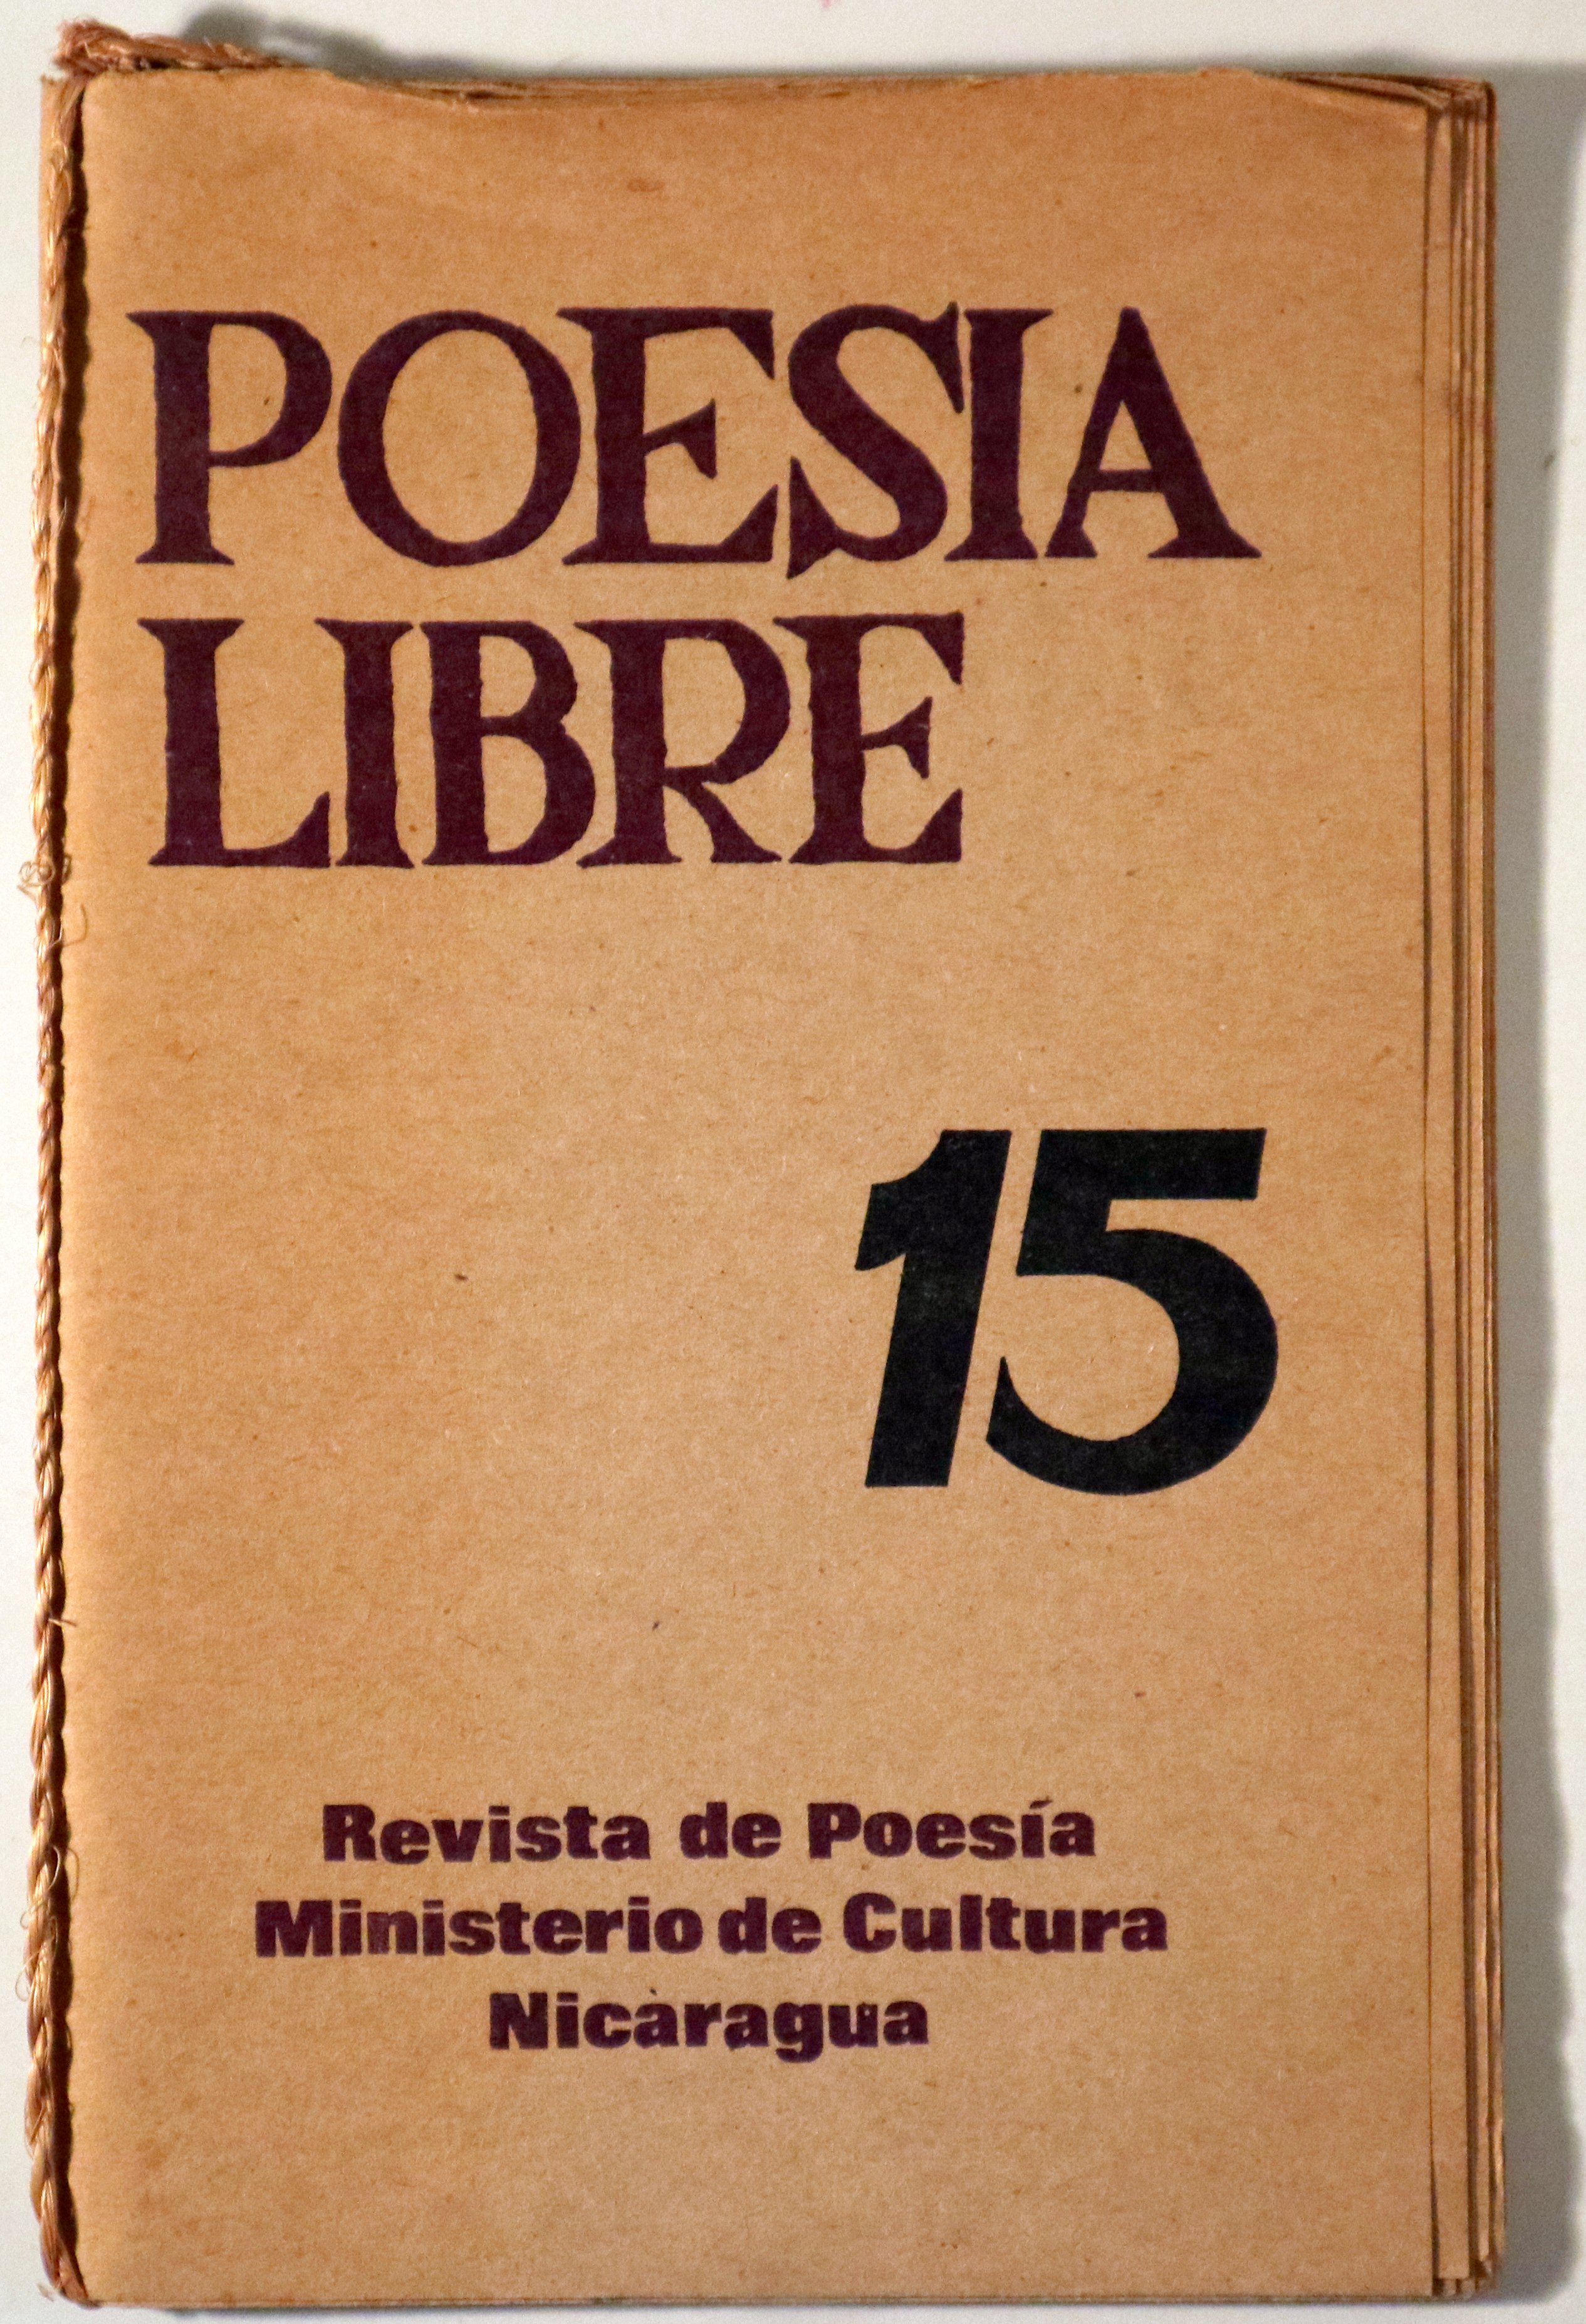 POESIA
LIBRE
15
Revista de Poesía
Ministerio de Cultura
Nicaragua